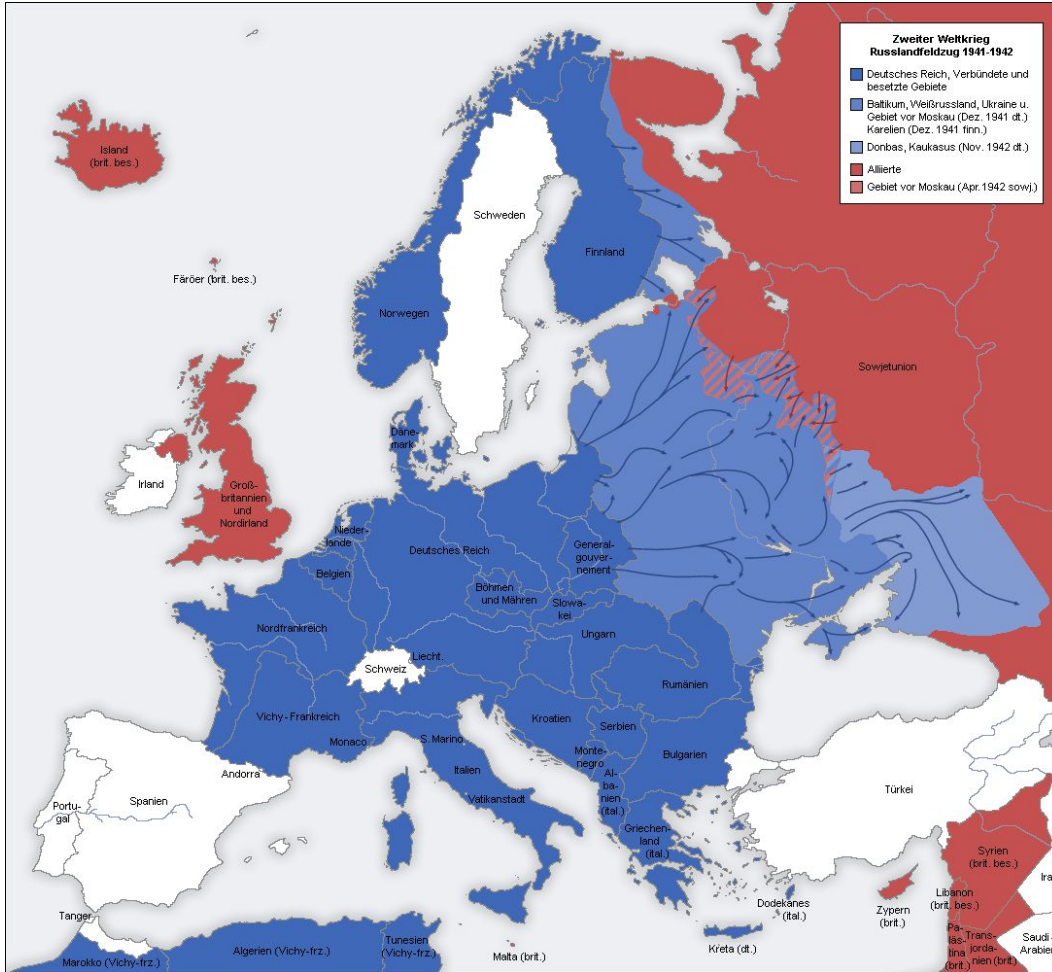 Zweiter Weltkrieg
Russlandfeldzug 1941-1942
Deutsches Reich, Verbündete und
besetzte Gebiete
Baltikum, Weißrussland, Ukraine u.
Gebiet vor Moskau (Dez. 1941 dt.)
Karelien (Dez. 1941 finn.)
Donbas, Kaukasus (Nov. 1942 dt.)
Alliierte
Gebiet vor Moskau (Apr. 1942 sowj.)
Island
(brit. bes.)
Schweden
Finnland
Färöer (brit. bes.)
Norwegen
Sowjetunion
Däne-
mark
Irland
Groß-
britannien
und
Nordirland
Nieder-
lande
Deutsches Reich
General-
gouver-
nement
Belgien
Böhmen
und Mähren
Slowa-
kei
Nordfrankreich
Ungarn
Liecht.
Schweiz
Rumänien
Vichy-Frankreich
Kroatien
Serbien
Monaco
S. Marino
Monte-
negro
Bulgarien
Italien
Andorra
Al-
ba-
nien
(ital.)
Vatikanstadt
Spanien
Portu-
gal
Türkei
Griechen-
land
(ital.)
Syrien
(brit. bes.)
Ira
Dodekanes
(ital.)
Libanon
(brit. bes.)
Zypern
(brit.)
Tanger
Tunesien
(Vichy-frz.)
Algerien (Vichy-frz.)
Marokko (Vichy-frz.)
Malta (brit.)
Kreta (dt.)
Pa-
läs-
tina
(brit.)
Trans-
jorda-
nien (brit.)
Saudi-
Arabien